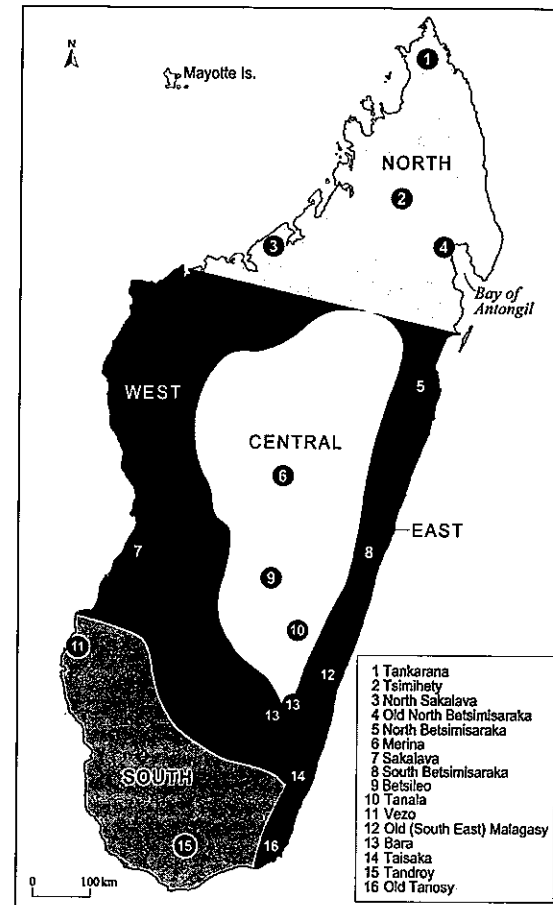 N
Mayotte Is.
1
NORTH
2
3
4
Bay of
Antongil
WEST
5
CENTRAL
6
EAST
7
8
9
10
11
12
13
13
SOUTH
14
15
16
0 100 km
1 Tankarana
2 Tsimihety
3 North Sakalava
4 Old North Betsimisaraka
5 North Betsimisaraka
6 Merina
7 Sakalava
8 South Betsimisaraka
9 Betsileo
10 Tanala
11 Vezo
12 Old (South East) Malagasy
13 Bara
14 Taisaka
15 Tandroy
16 Old Tanosy